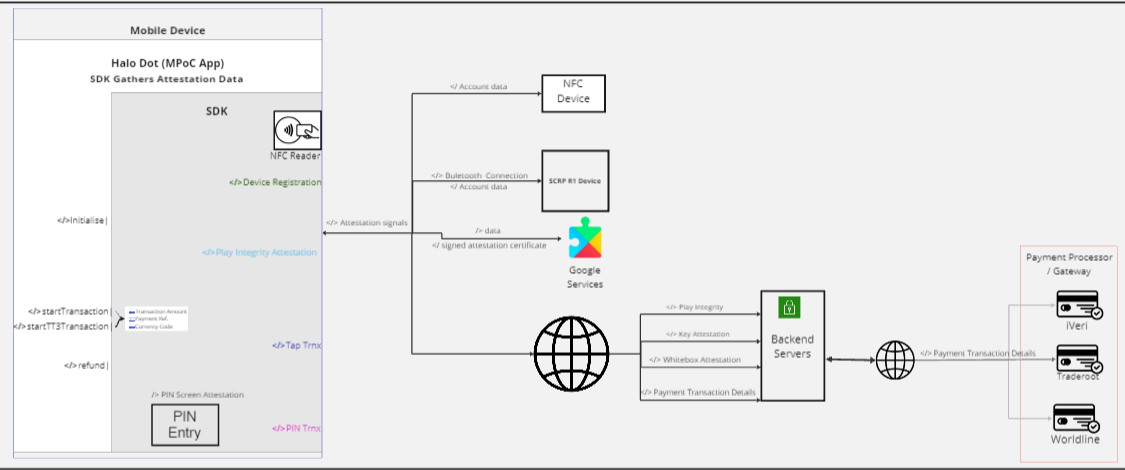 Mobile Device
Halo Dot (MPoC App)
SDK Gathers Attestation Data
SDK
NFC Reader
</>Device Registration
</>Initialise|
</>Play Integrity Attestation
</>startTransaction|
</>startTT3Transaction|
Transaction Amount
Payment Ref.
Currency Code
</>Tap Trnx
</>refund|
/> PIN Screen Attestation
PIN
Entry
</>PIN Trnx
</> Attestation signals
</ Account data
NFC
Device
</> Buletooth Connection
</ Account data
SCRP R1 Device
/> data
</ signed attestation certificate
Google
Services
</> Play Integrity
</> Key Attestation
</> Whitebox Attestation
</> Payment Transaction Details
Backend
Servers
</> Payment Transaction Details
Payment Processor
/ Gateway
iVeri
Traderoot
Worldline